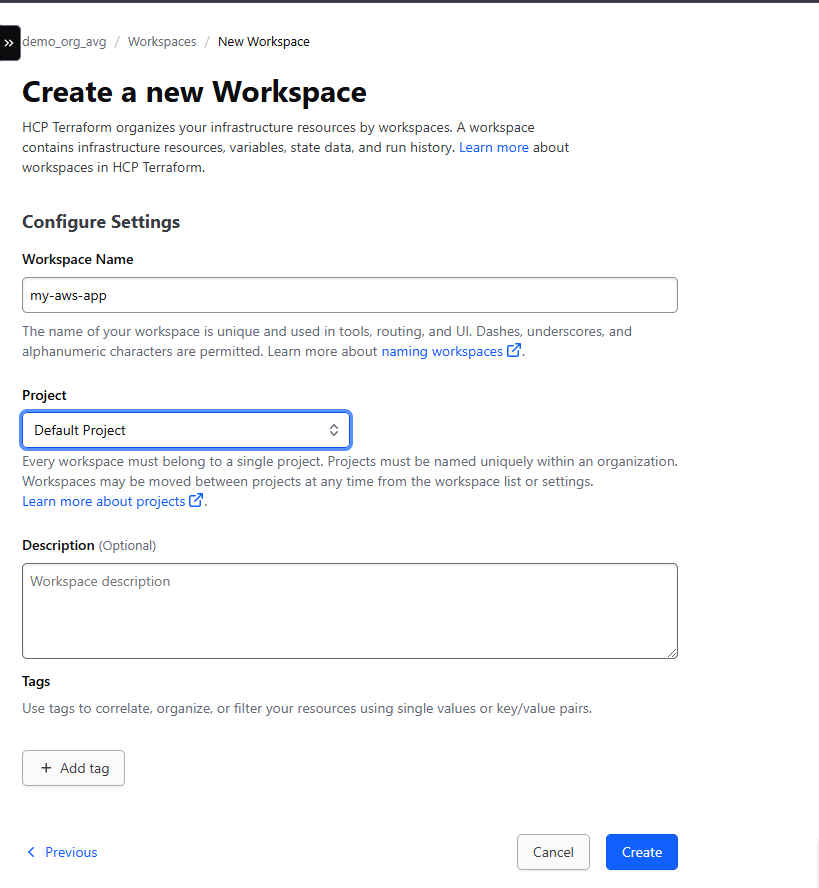 demo_org_avg / Workspaces / New Workspace
Create a new Workspace
HCP Terraform organizes your infrastructure resources by workspaces. A workspace
contains infrastructure resources, variables, state data, and run history. Learn more about
workspaces in HCP Terraform.
Configure Settings
Workspace Name
my-aws-app
The name of your workspace is unique and used in tools, routing, and UI. Dashes, underscores, and
alphanumeric characters are permitted. Learn more about naming workspaces.
Project
Default Project
Every workspace must belong to a single project. Projects must be named uniquely within an organization.
Workspaces may be moved between projects at any time from the workspace list or settings.
Learn more about projects.
Description (Optional)
Workspace description
Tags
Use tags to correlate, organize, or filter your resources using single values or key/value pairs.
+ Add tag
Previous
Cancel
Create